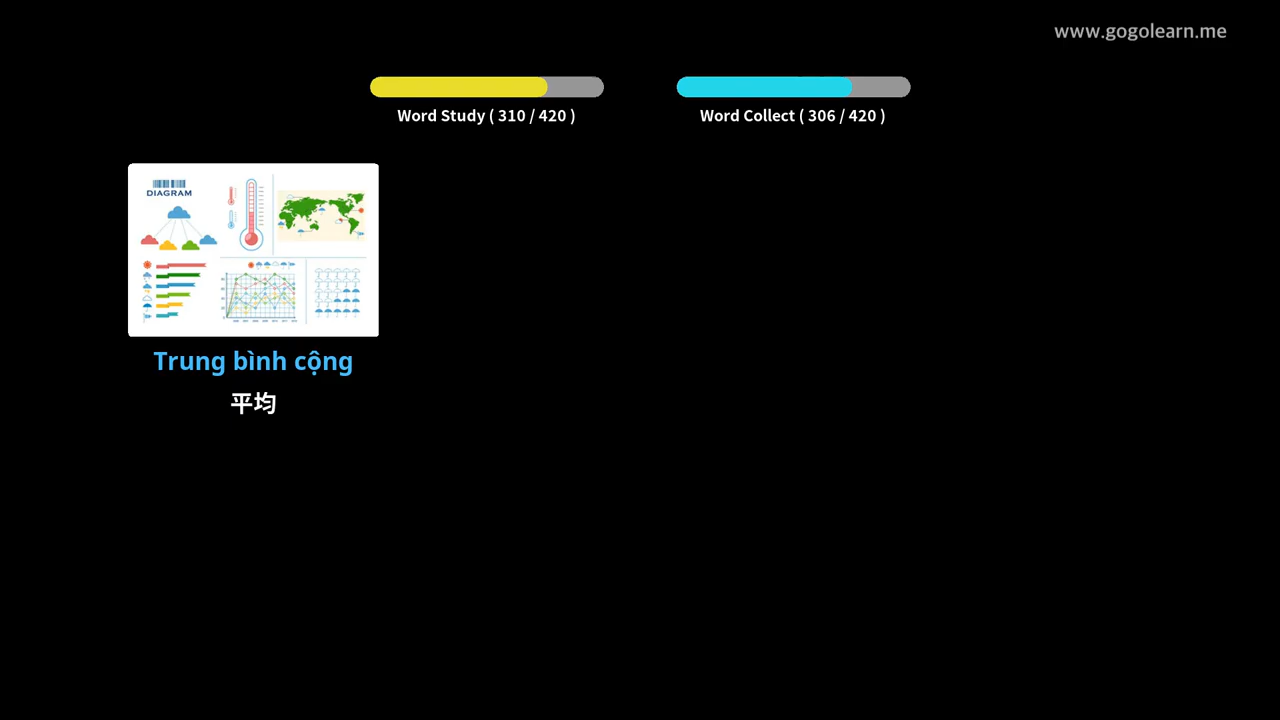 www.gogolearn.me
Word Study ( 310 / 420 )
Word Collect ( 306 / 420 )
DIAGRAM
Trung bình cộng
平均